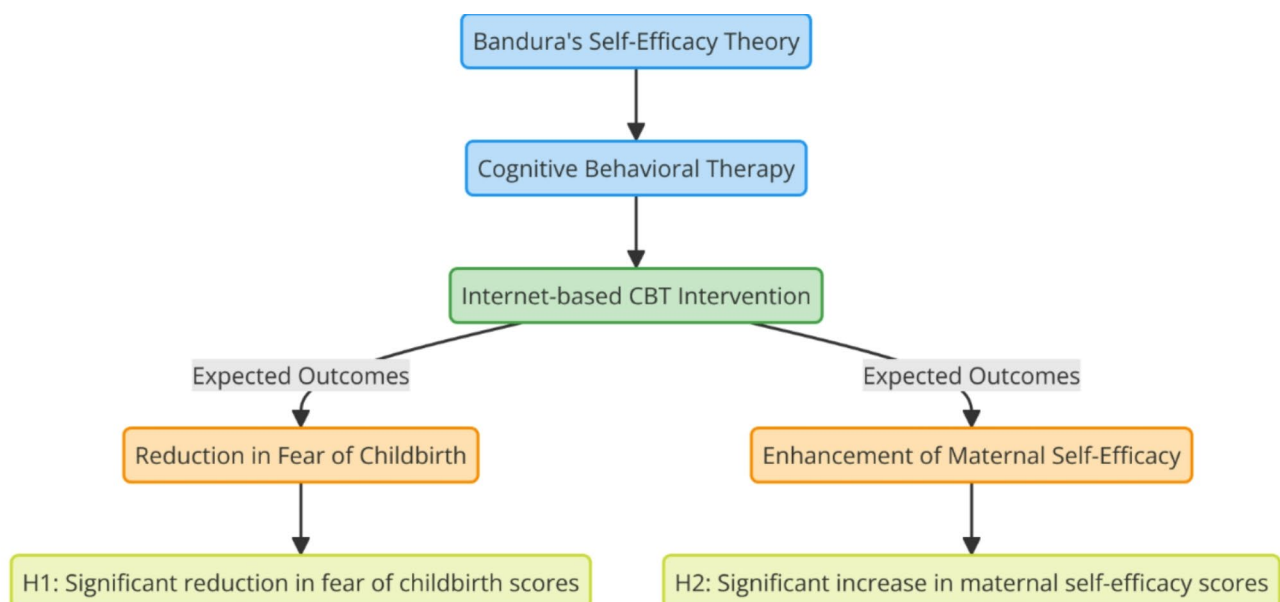 Bandura's Self-Efficacy Theory
Cognitive Behavioral Therapy
Internet-based CBT Intervention
Expected Outcomes
Expected Outcomes
Reduction in Fear of Childbirth
Enhancement of Maternal Self-Efficacy
H1: Significant reduction in fear of childbirth scores
H2: Significant increase in maternal self-efficacy scores